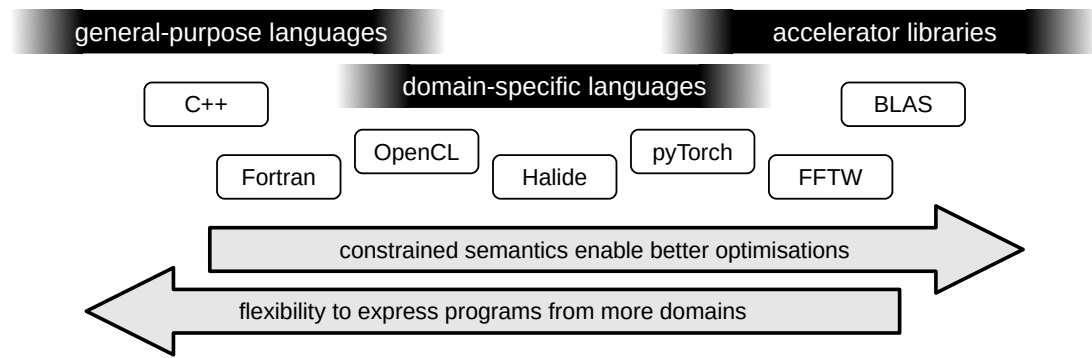 general-purpose languages
accelerator libraries
domain-specific languages
C++
BLAS
OpenCL
pyTorch
Fortran
Halide
FFTW
constrained semantics enable better optimisations
flexibility to express programs from more domains